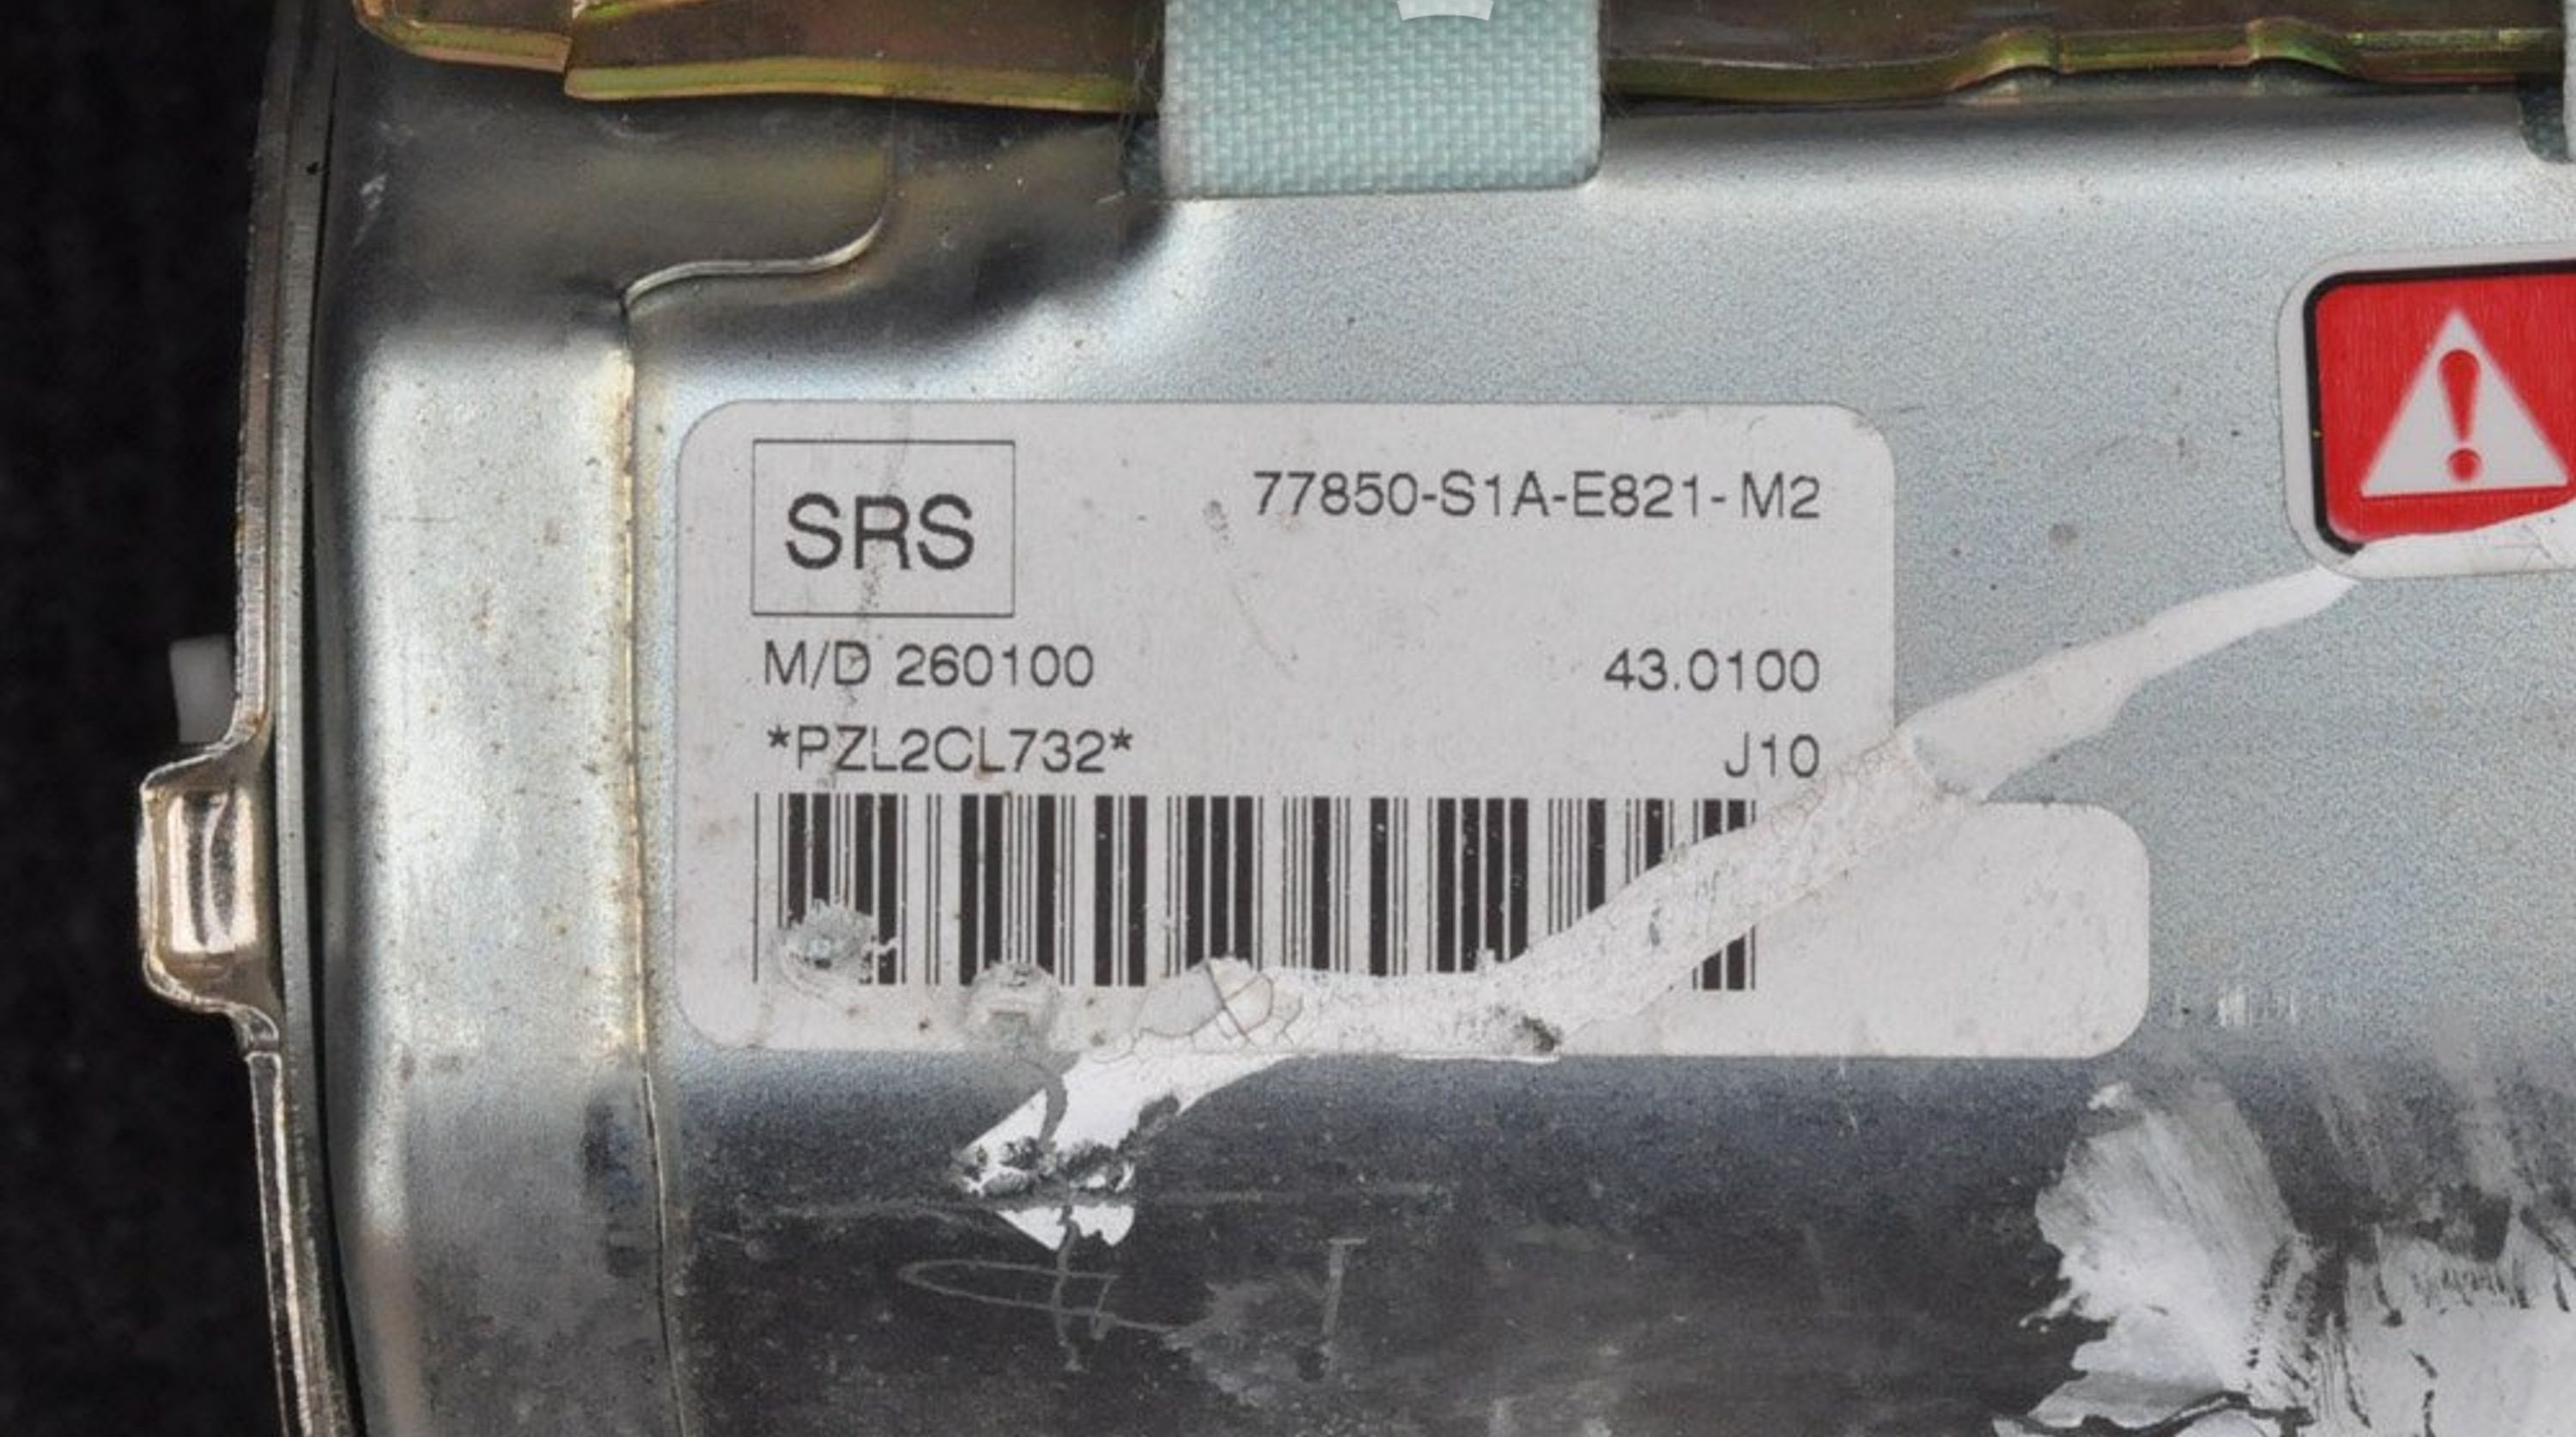 SRS
77850-S1A-E821- M2
M/D 260100
43.0100
*PZL2CL732*
J10